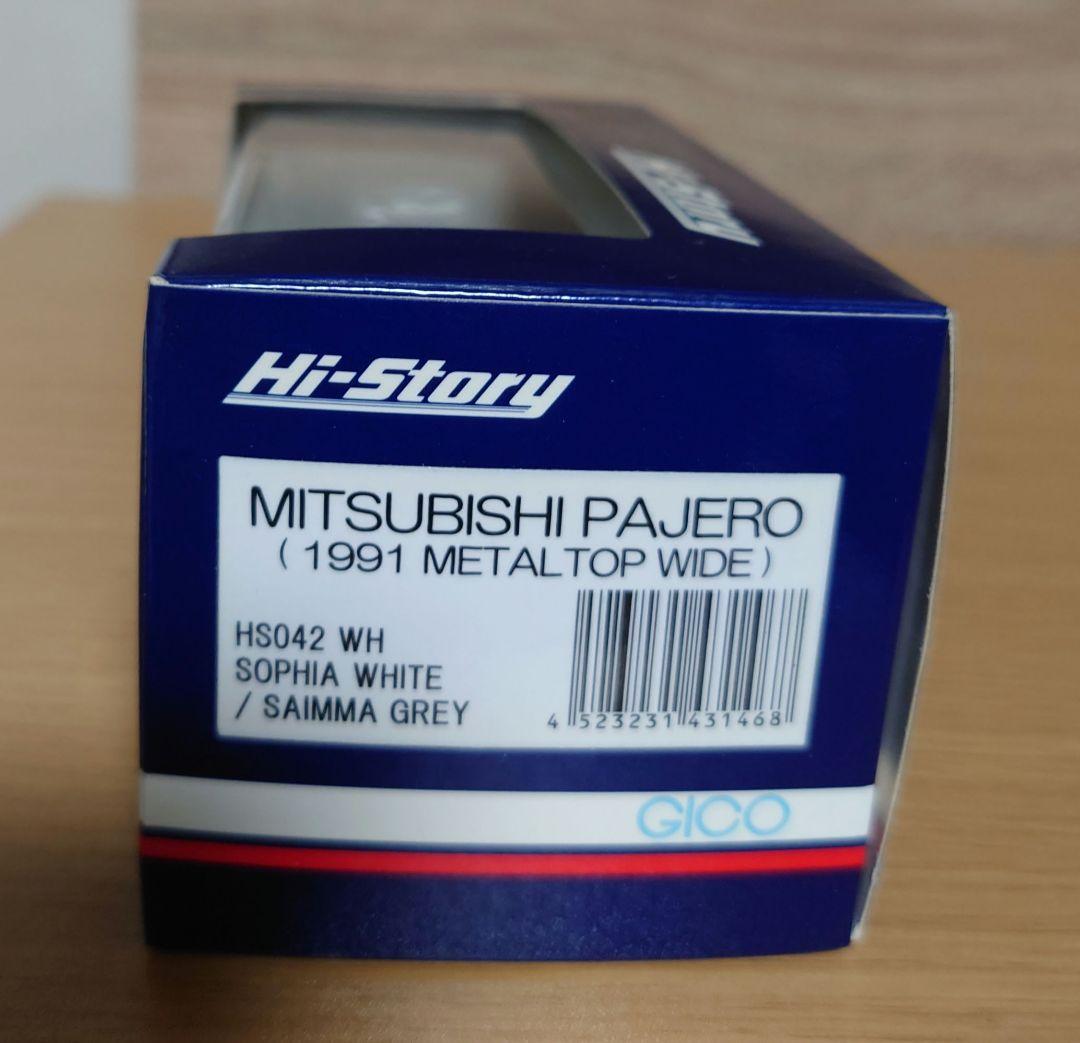 Hi-Story
MITSUBISHI PAJERO
( 1991 METALTOP WIDE )
HS042 WH
SOPHIA WHITE
/ SAIMMA GREY
4 523231 431468
GICO